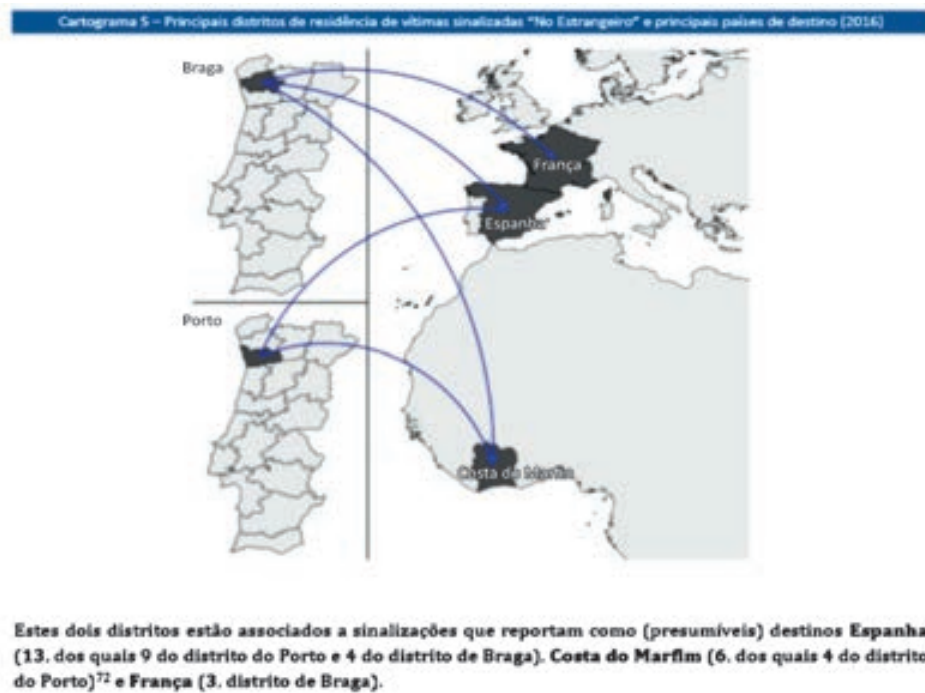 Cartograma 5 – Principais distritos de residência de vítimas sinalizadas "No Estrangeiro" e principais países de destino (2016)
Braga
França
Espanha
Porto
Costa do Marfin
Estes dois distritos estão associados a sinalizações que reportam como (presumíveis) destinos Espanha
(13. dos quais 9 do distrito do Porto e 4 do distrito de Braga). Costa do Marfim (6. dos quais 4 do distrito
do Porto)72 e França (3. distrito de Braga).